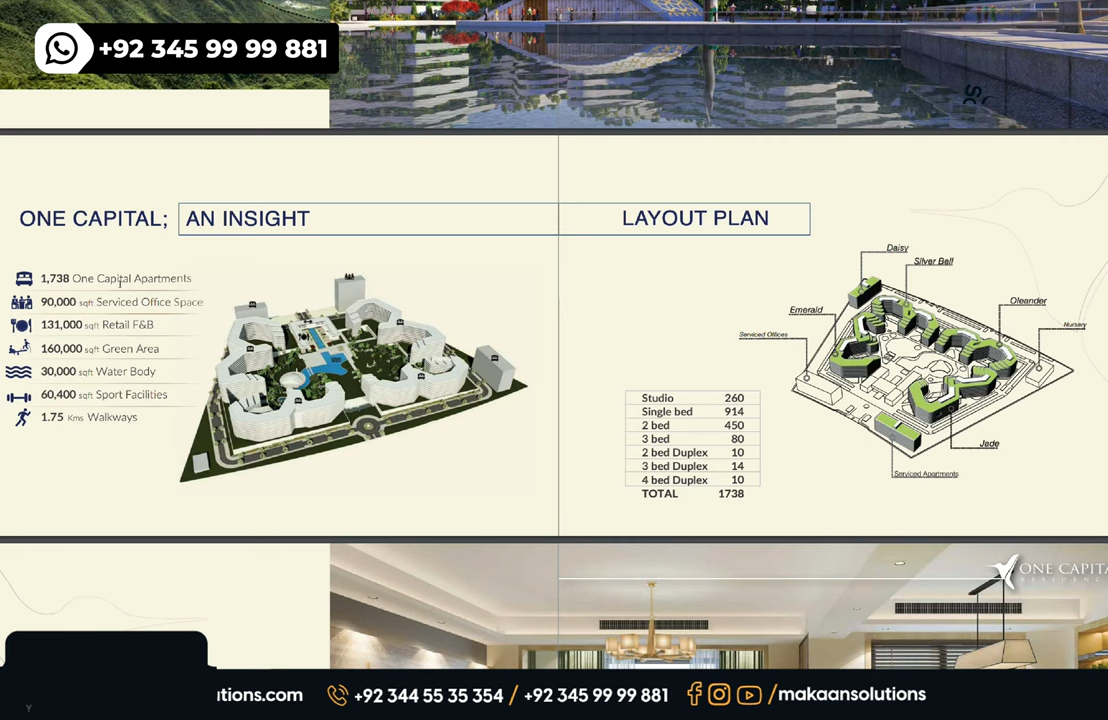 +92 345 99 99 881
ONE CAPITAL; AN INSIGHT
1,738 One Capital Apartments
90,000 sqft Serviced Office Space
131,000 sqft Retail F&B
160,000 sqft Green Area
30,000 sqft Water Body
60,400 sqft Sport Facilities
1.75 Kms Walkways
LAYOUT PLAN
Daisy
Silver Bell
Oleander
Emerald
Nursery
Serviced Offices
Jade
Serviced Apartments
Studio 260
Single bed 914
2 bed 450
3 bed 80
2 bed Duplex 10
3 bed Duplex 14
4 bed Duplex 10
TOTAL 1738
ONE CAPITA
RESIDENC
itions.com +92 344 55 35 354 / +92 345 99 99 881 /makaansolutions
Y